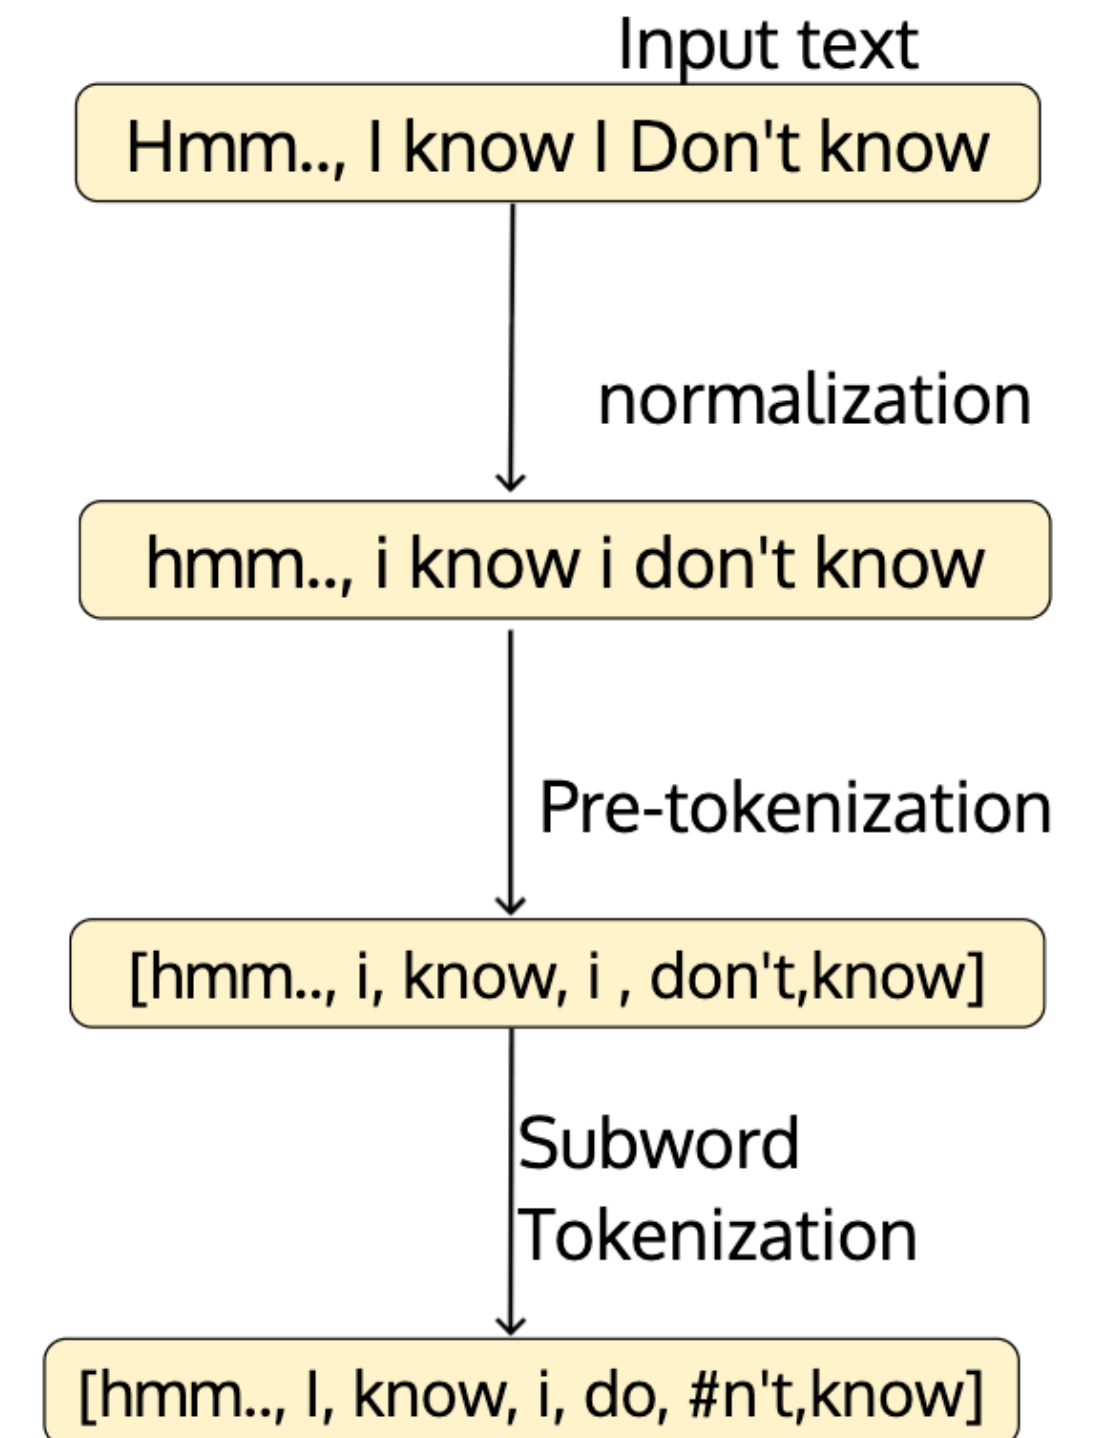 Input text
Hmm.., I know I Don't know
normalization
hmm.., i know i don't know
Pre-tokenization
[hmm.., i, know, i , don't,know]
Subword
Tokenization
[hmm.., I, know, i, do, #n't,know]